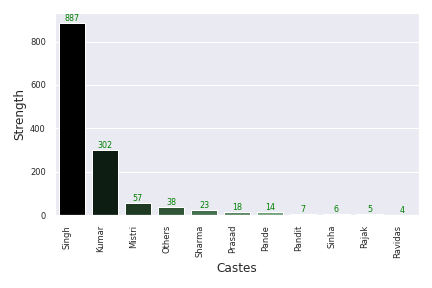 887
800
600
Strength
400
302
200
57
38
23
18
14
7
6
5
4
0
Singh
Kumar
Mistri
Others
Sharma
Prasad
Pande
Pandit
Sinha
Rajak
Ravidas
Castes